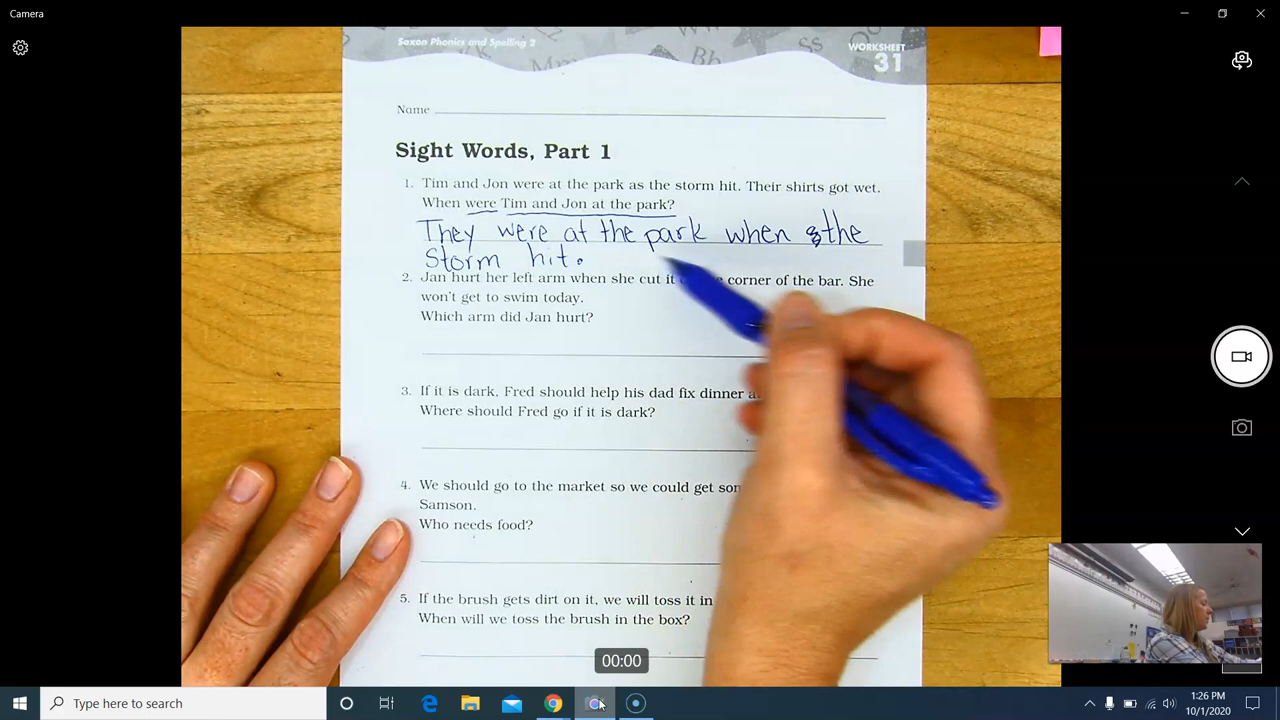 Camera
Saxon Phonics and Spelling 2
WORKSHEET
31
Mm
Bb
Ss
Name
Sight Words, Part 1
1. Tim and Jon were at the park as the storm hit. Their shirts got wet.
When were Tim and Jon at the park?
They were at the park when the
Storm hit.
2. Jan hurt her left arm when she cut it corner of the bar. She
won't get to swim today.
Which arm did Jan hurt?
3. If it is dark, Fred should help his dad fix dinner
Where should Fred go if it is dark?
4. We should go to the market so we could get
Samson.
Who needs food?
5. If the brush gets dirt on it, we will toss it in
When will we toss the brush in the box?
00:00
Type here to search
1:26 PM
10/1/2020